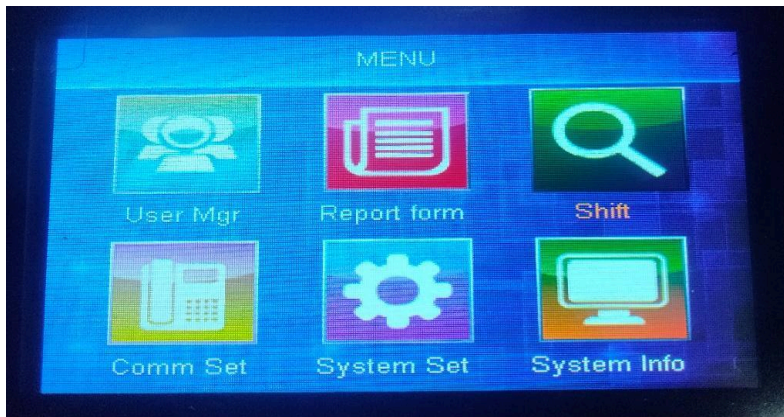 MENU
User Mgr Report form Shift
Comm Set System Set System Info